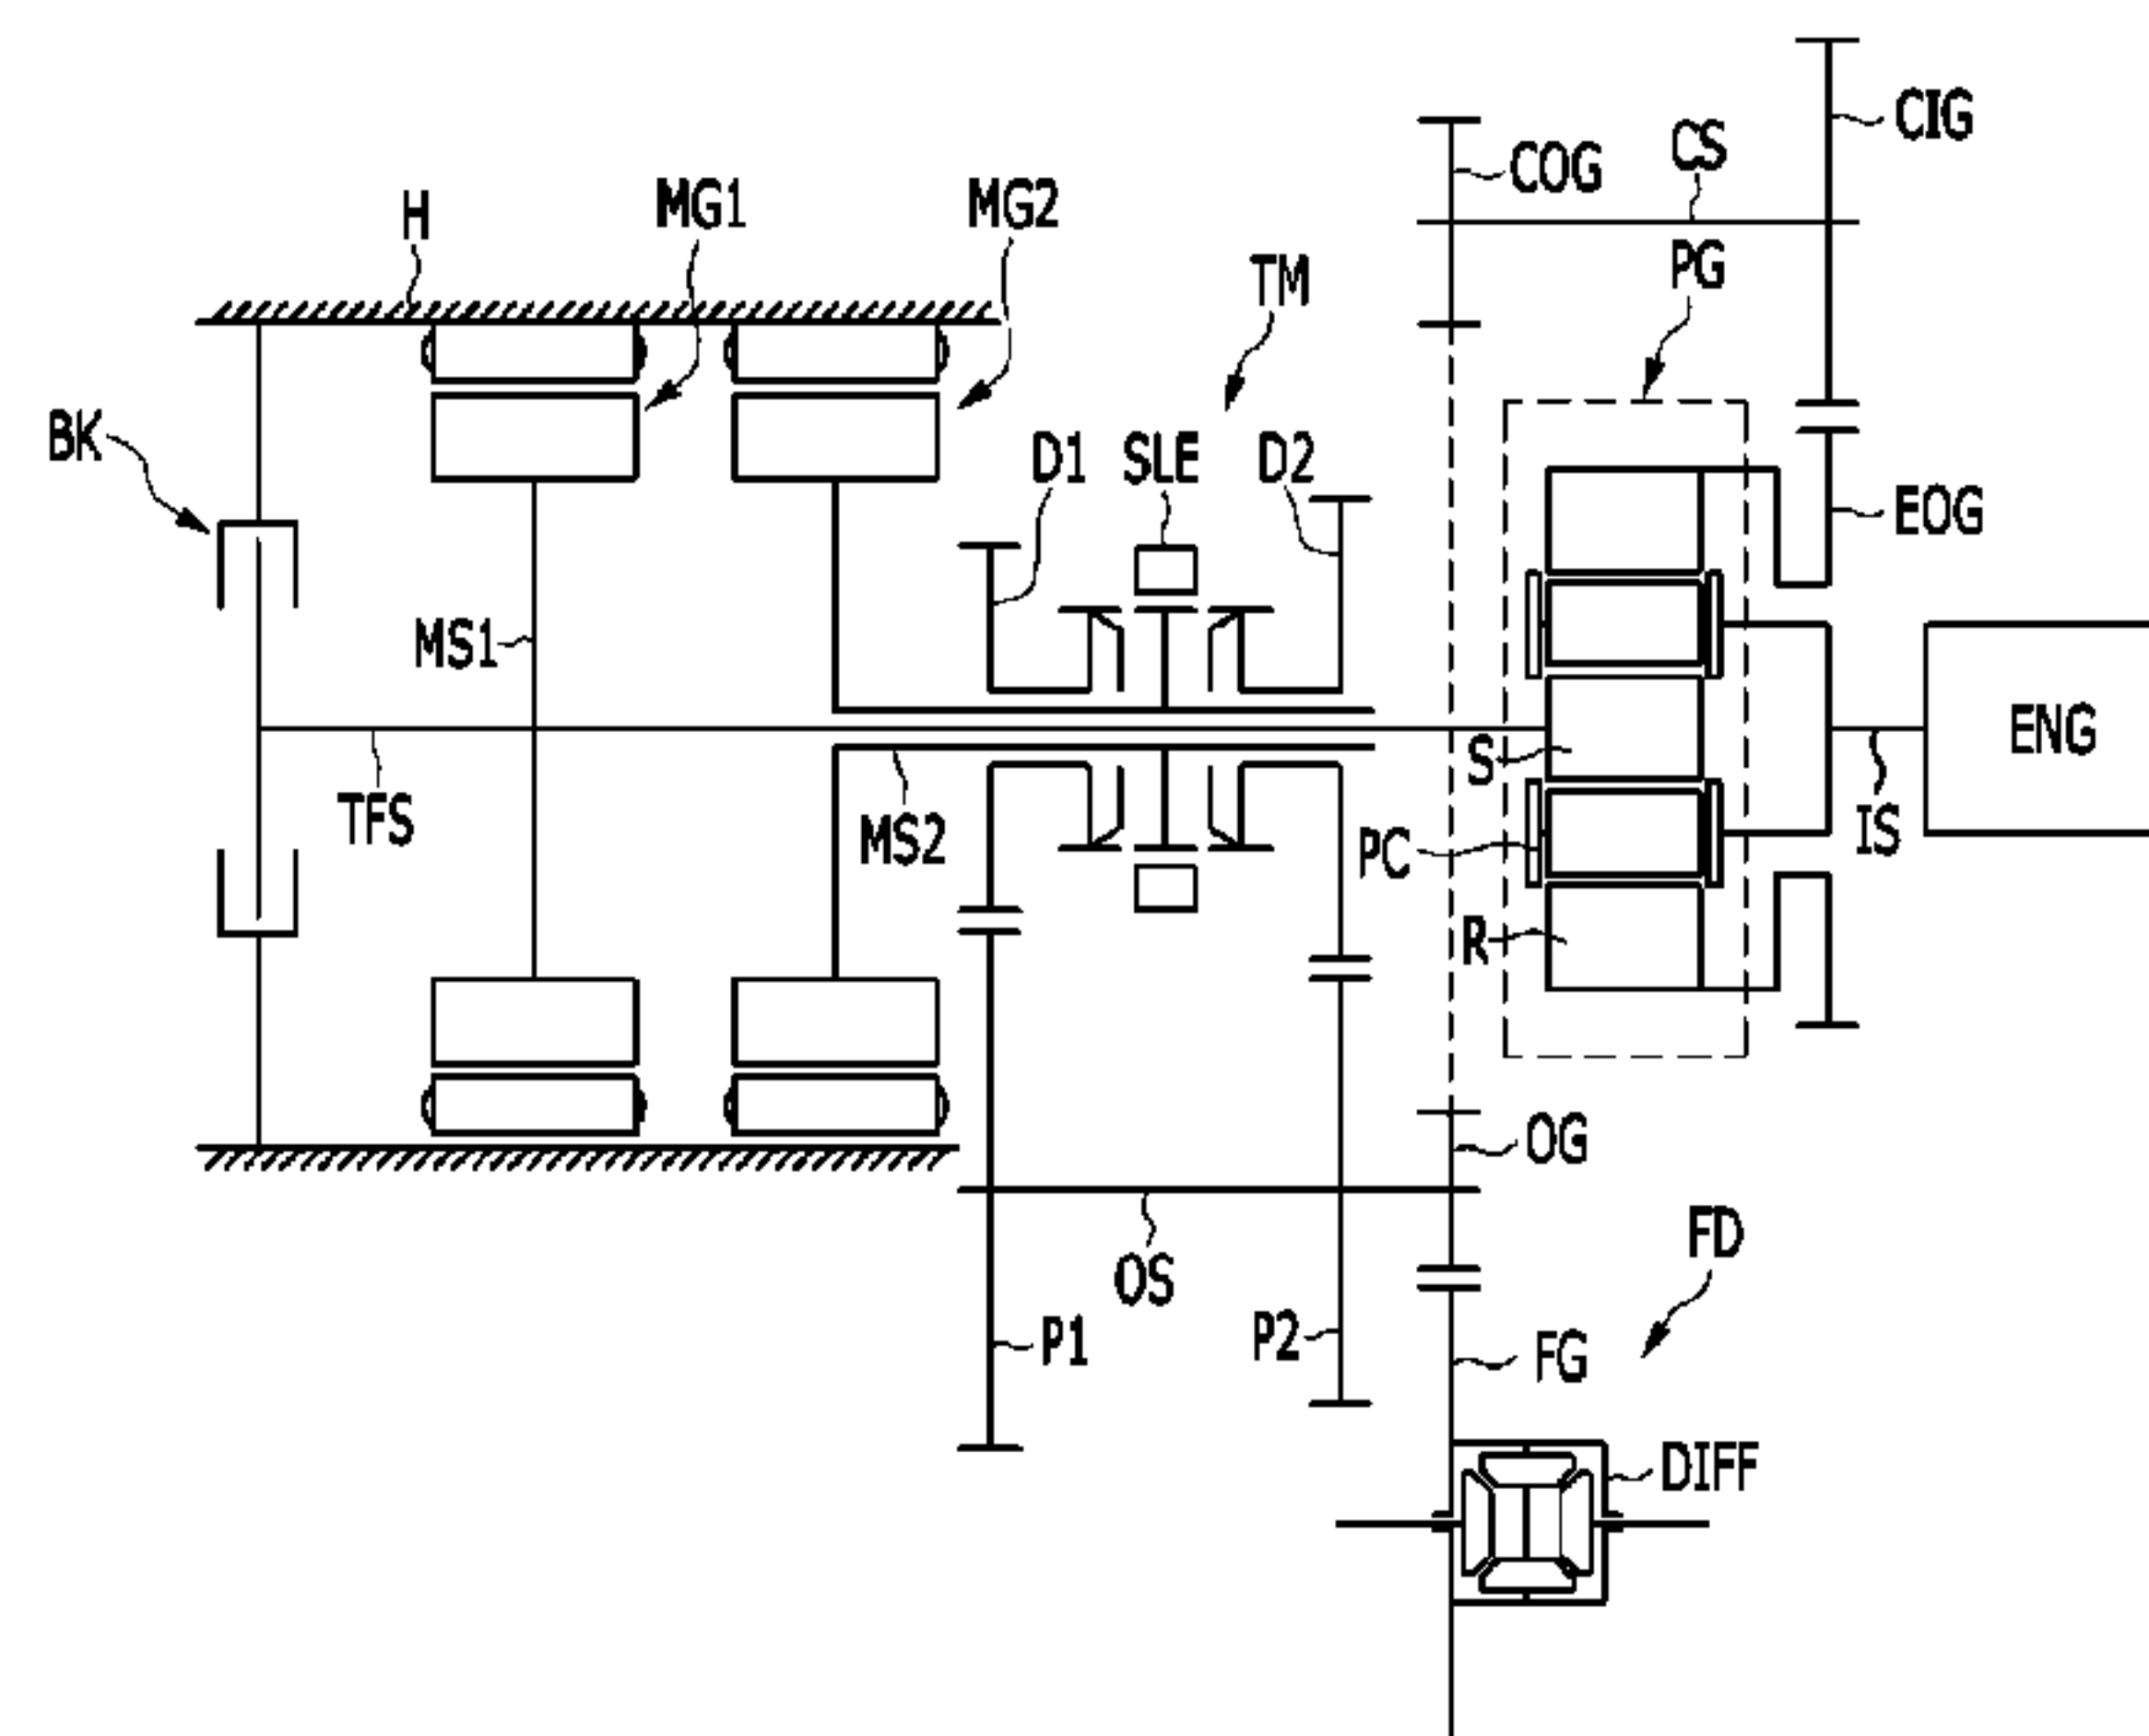 CIG
COG
CS
H
MG1
MG2
PG
TM
BK
D1
SLE
D2
EOG
MS1
S
ENG
TFS
MS2
PC
IS
R
OG
FD
OS
P1
P2
FG
DIFF